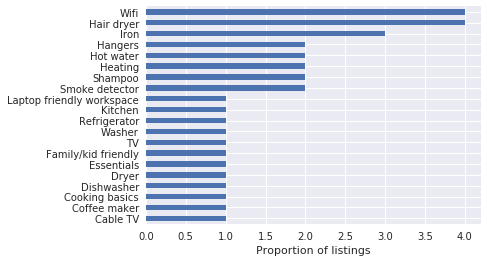 Wifi
Hair dryer
Iron
Hangers
Hot water
Heating
Shampoo
Smoke detector
Laptop friendly workspace
Kitchen
Refrigerator
Washer
TV
Family/kid friendly
Essentials
Dryer
Dishwasher
Cooking basics
Coffee maker
Cable TV
0.0 0.5 1.0 1.5 2.0 2.5 3.0 3.5 4.0
Proportion of listings